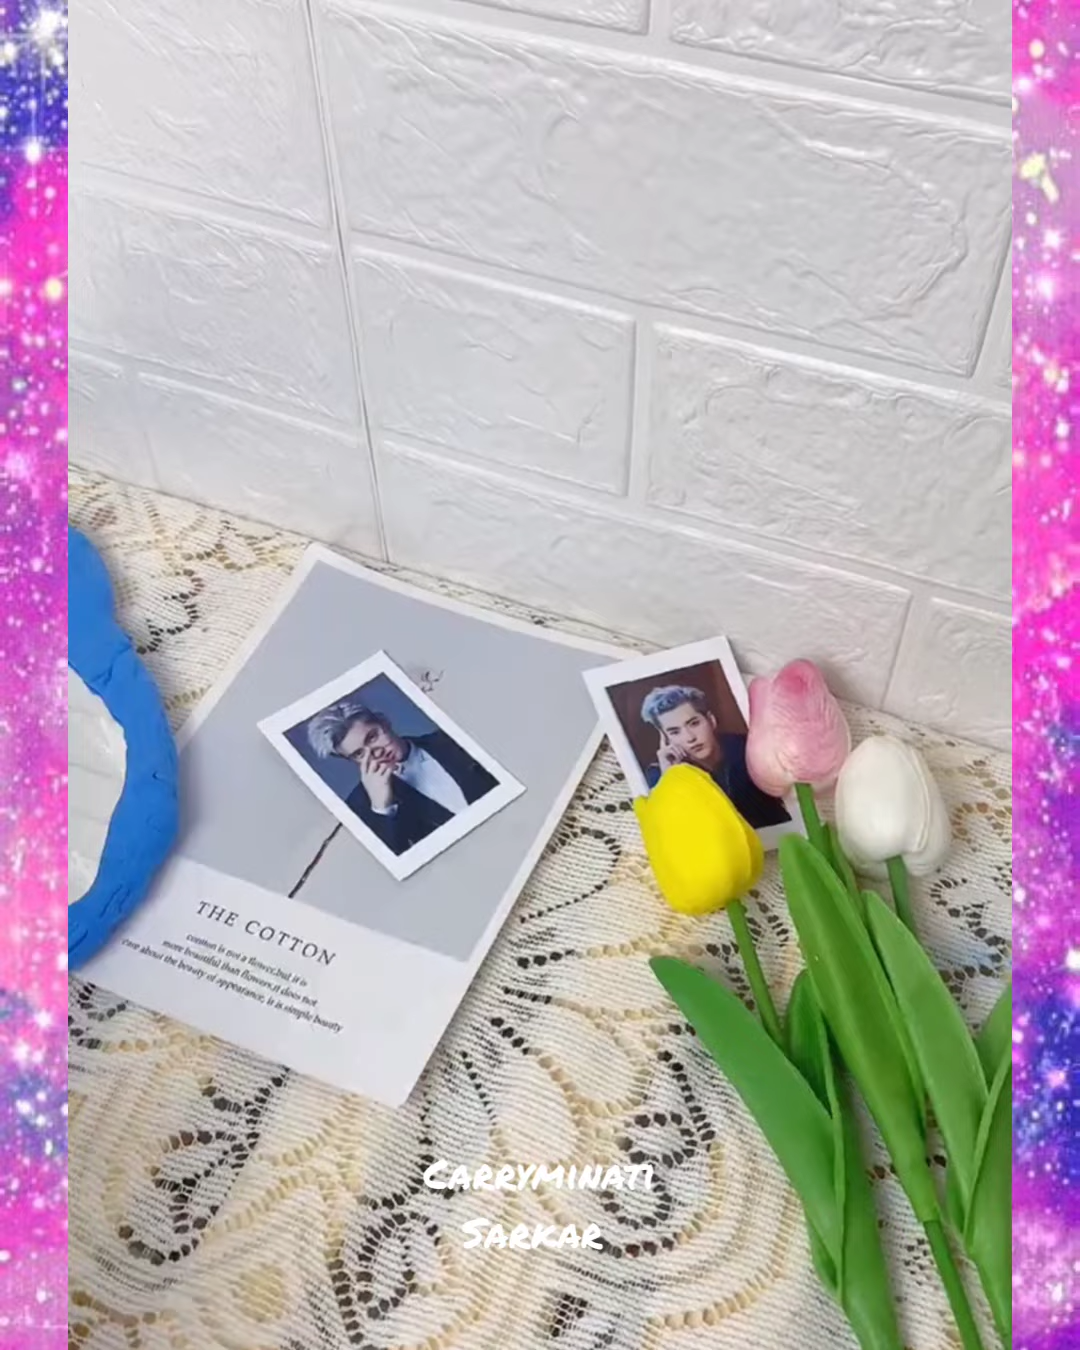 THE COTTON
contton is not a flower,but it is
more beautiful than flowers,it does not
care about the beauty of appearance, it is simple beauty
Carryminati
Sarkar